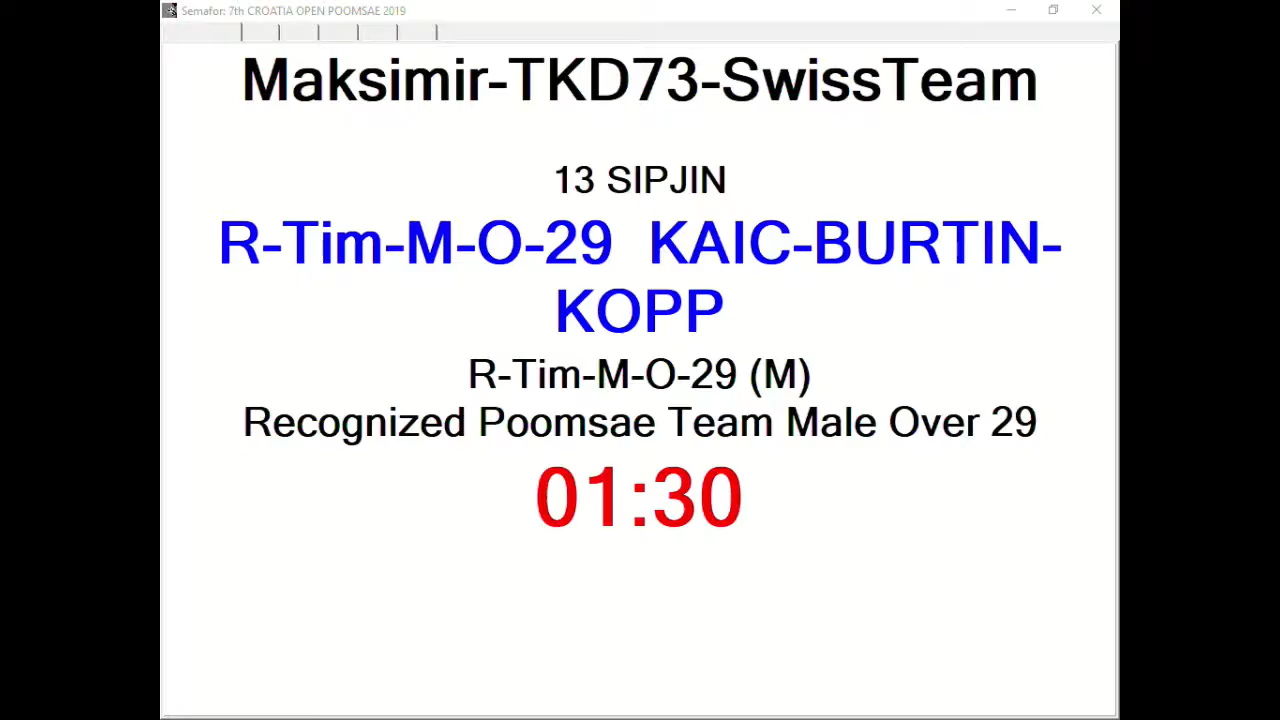 Semafor: 7th CROATIA OPEN POOMSAE 2019
Maksimir-TKD73-SwissTeam
13 SIPJIN
R-Tim-M-O-29 KAIC-BURTIN-
KOPP
R-Tim-M-O-29 (M)
Recognized Poomsae Team Male Over 29
01:30